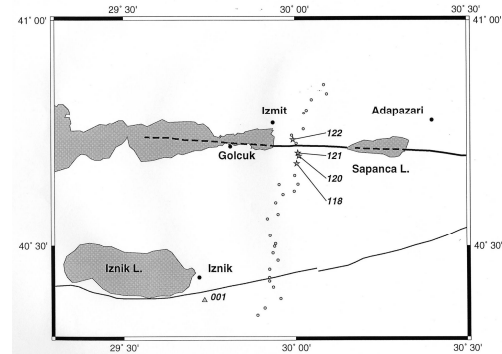 29˚ 30' 30˚ 00' 30˚ 30'
41˚ 00' 41˚ 00'
Izmit
Adapazari
122
Golcuk
121
Sapanca L.
120
118
40˚ 30' 40˚ 30'
Iznik L.
Iznik
001
29˚ 30' 30˚ 00' 30˚ 30'